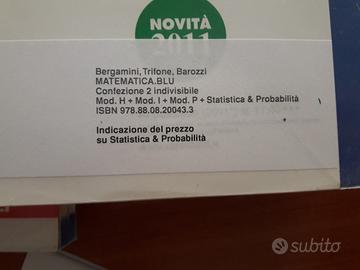 NOVITÀ
2011
Bergamini, Trifone, Barozzi
MATEMATICA.BLU
Confezione 2 indivisibile
Mod. H + Mod. I + Mod. P + Statistica & Probabilità
ISBN 978.88.08.20043.3
Indicazione del prezzo
su Statistica & Probabilità
subito